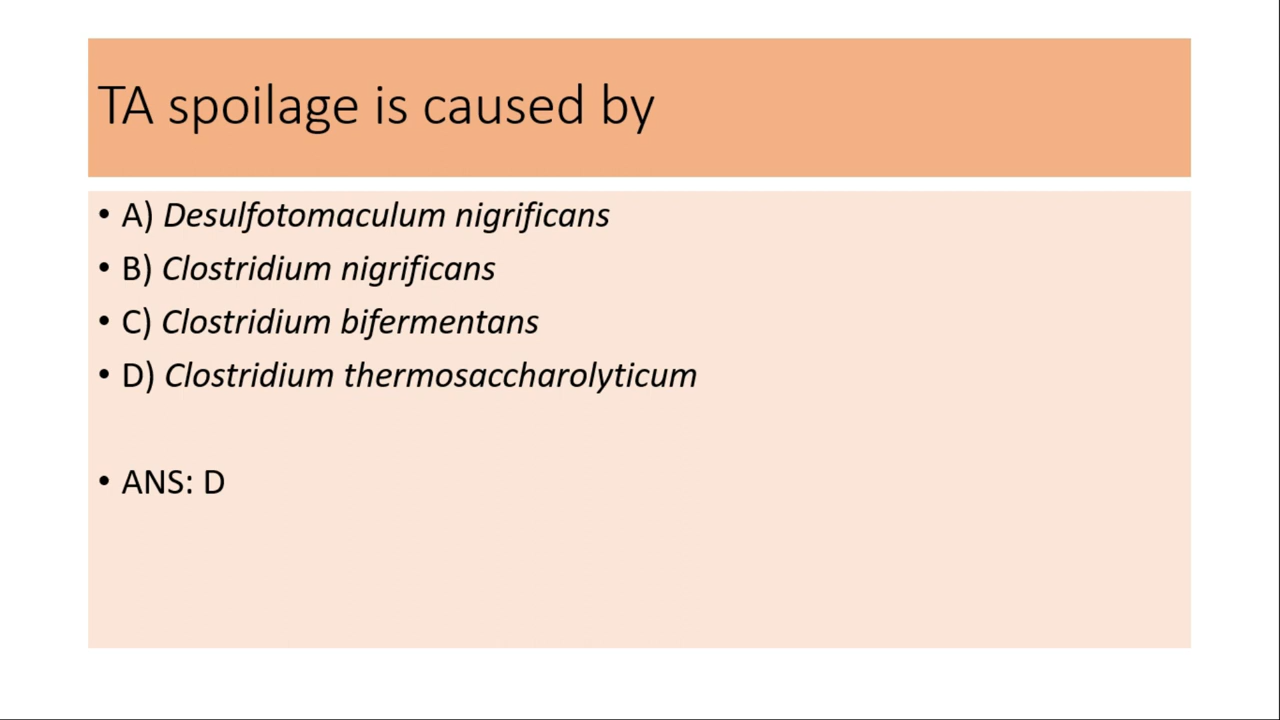 TA spoilage is caused by
• A) Desulfotomaculum nigrificans
• B) Clostridium nigrificans
• C) Clostridium bifermentans
• D) Clostridium thermosaccharolyticum
• ANS: D